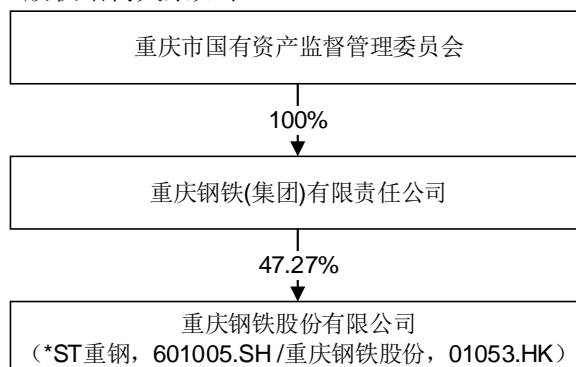 重庆市国有资产监督管理委员会
100%
重庆钢铁(集团)有限责任公司
47.27%
重庆钢铁股份有限公司
（*ST重钢，601005.SH /重庆钢铁股份，01053.HK）